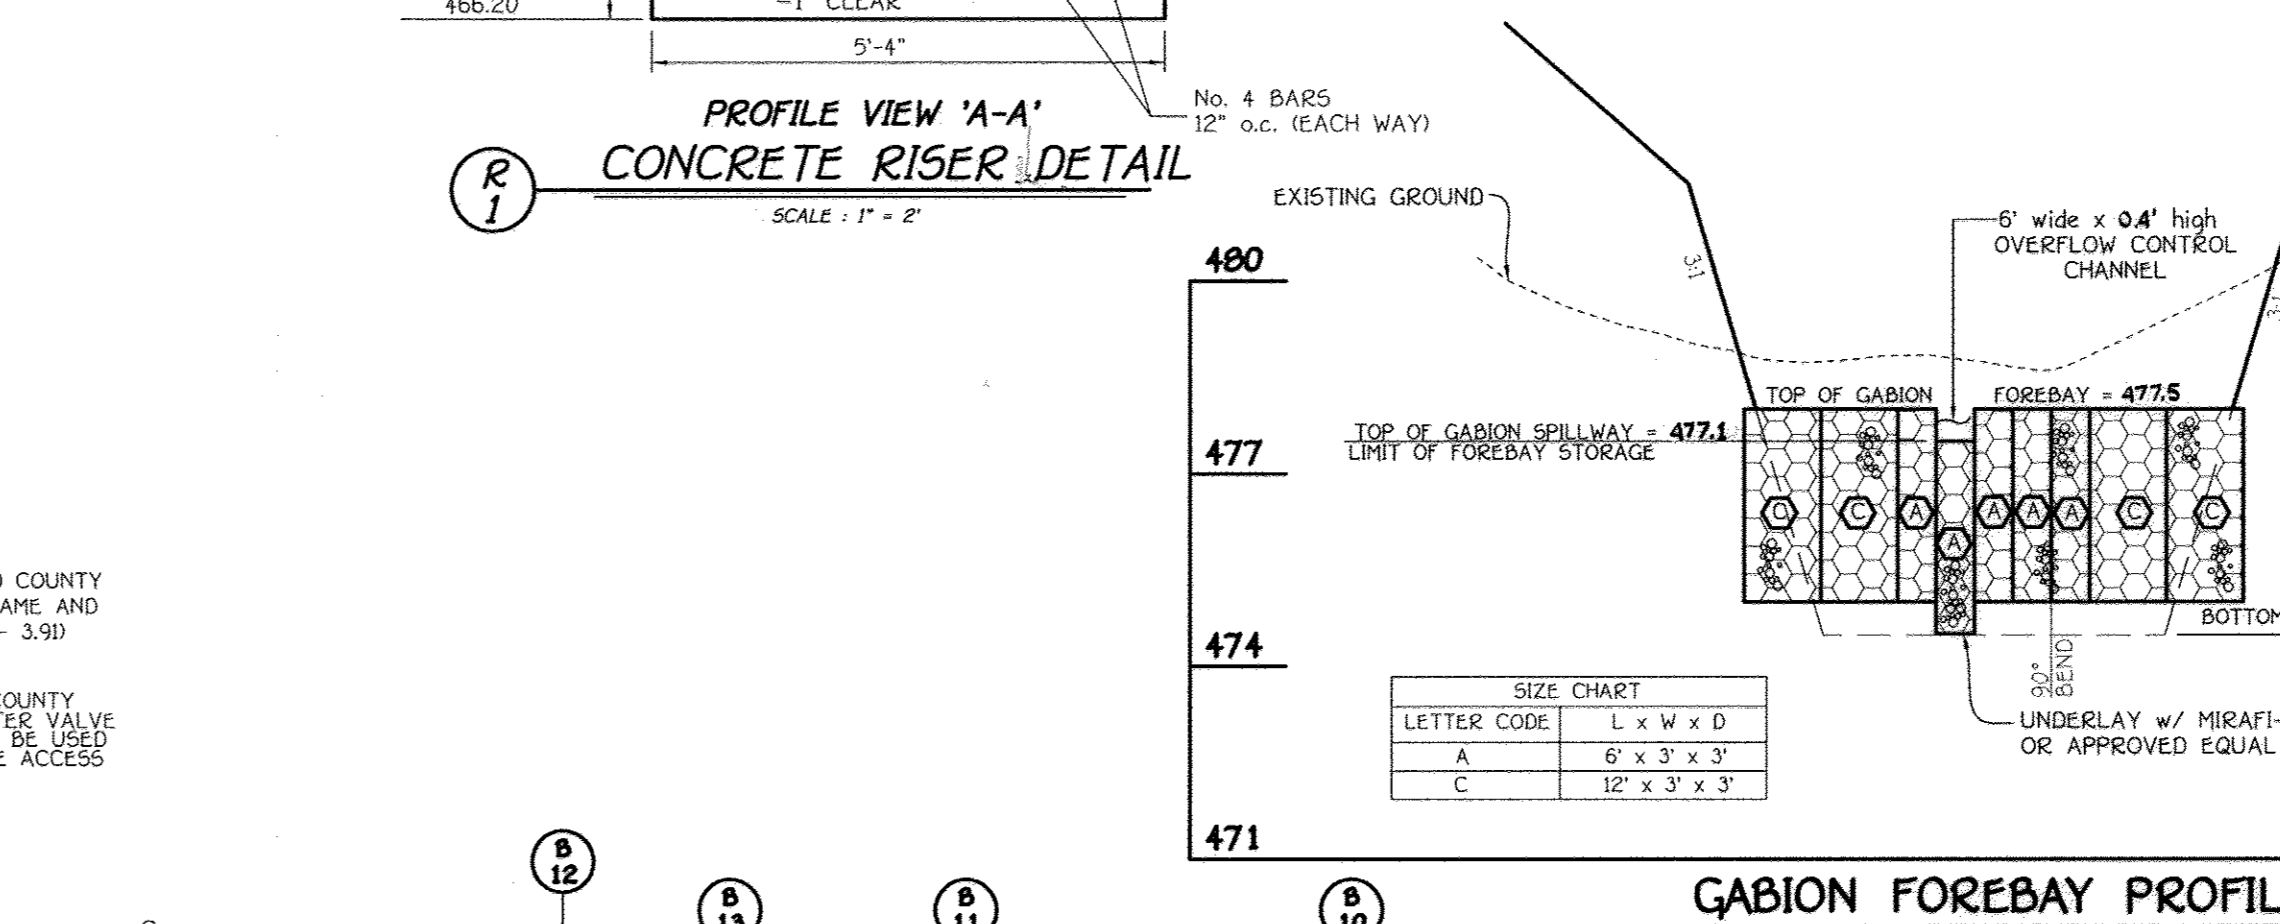 466.20
1" CLEAR
5'-4"
No. 4 BARS
12" o.c. (EACH WAY)
PROFILE VIEW 'A-A'
R
1
CONCRETE RISER DETAIL
SCALE : 1" = 2'
EXISTING GROUND
3:1
6' wide x 0.4' high
OVERFLOW CONTROL
CHANNEL
3:1
480
477
474
471
TOP OF GABION FOREBAY = 477.5
TOP OF GABION SPILLWAY = 477.1
LIMIT OF FOREBAY STORAGE
C
C
A
A
A
A
A
C
C
BOTTOM
90°
BEND
UNDERLAY w/ MIRAFI-
OR APPROVED EQUAL
SIZE CHART
LETTER CODE L x W x D
A 6' x 3' x 3'
C 12' x 3' x 3'
COUNTY
AME AND
- 3.91)
COUNTY
TER VALVE
BE USED
E ACCESS
B
12
B
13
B
11
B
10
GABION FOREBAY PROFIL